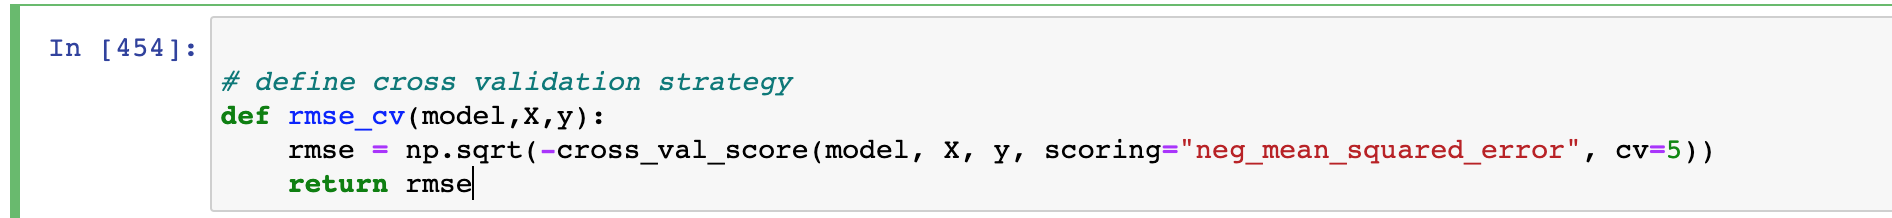 In [454]:
# define cross validation strategy
def rmse_cv(model,X,y):
    rmse = np.sqrt(-cross_val_score(model, X, y, scoring="neg_mean_squared_error", cv=5))
    return rmse